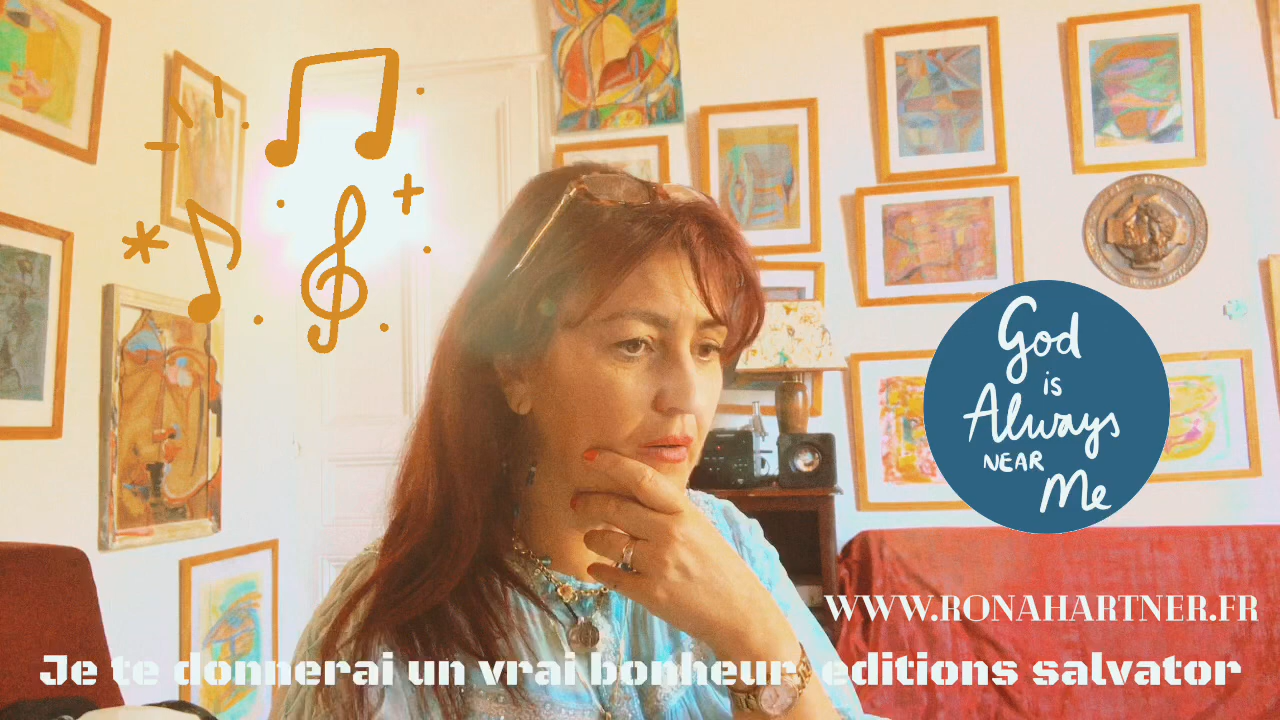 God
is
Always
NEAR
Me
WWW.RONAHARTNER.FR
Je te donnerai un vrai bonheur, editions salvator